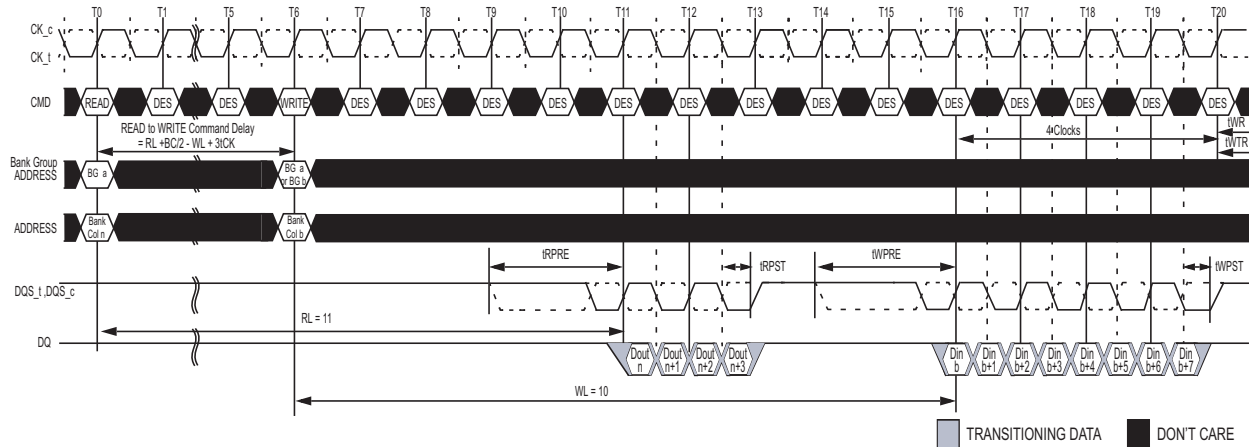 T0 T1 T5 T6 T7 T8 T9 T10 T11 T12 T13 T14 T15 T16 T17 T18 T19 T20
CK_c
CK_t
CMD READ DES DES WRITE DES DES DES DES DES DES DES DES DES DES DES DES DES DES
READ to WRITE Command Delay
= RL +BC/2 - WL + 3tCK
4 Clocks
tWR
tWTR
Bank Group
ADDRESS
BG a
BG a
or BG b
ADDRESS
Bank
Col n
Bank
Col b
tRPRE
tRPST
tWPRE
tWPST
DQS_t ,DQS_c
RL = 11
DQ
Dout
n
Dout
n+1
Dout
n+2
Dout
n+3
Din
b
Din
b+1
Din
b+2
Din
b+3
Din
b+4
Din
b+5
Din
b+6
Din
b+7
WL = 10
TRANSITIONING DATA
DON'T CARE